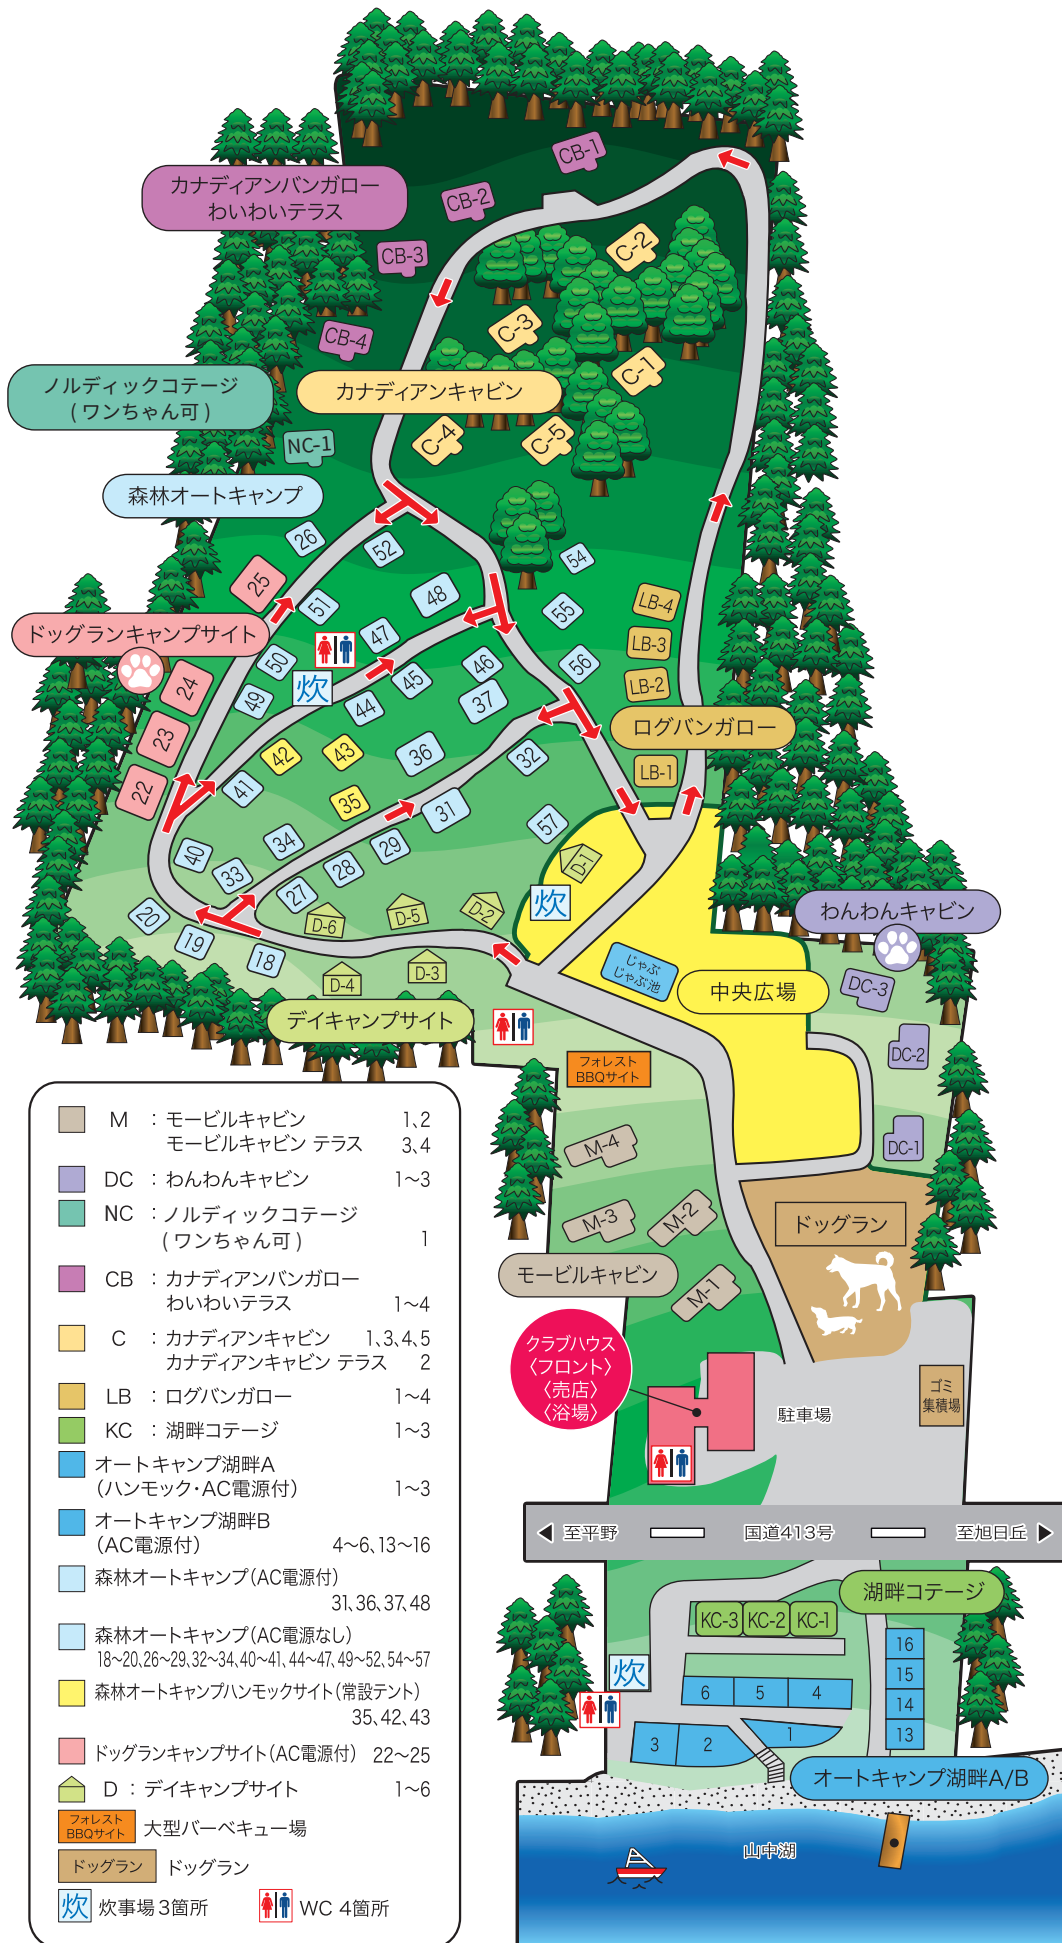 CB-1
カナディアンバンガロー
わいわいテラス
CB-2
C-2
CB-3
C-3
CB-4
C-1
ノルディックコテージ
(ワンちゃん可)
カナディアンキャビン
C-4
C-5
NC-1
森林オートキャンプ
26
52
54
25
48
LB-4
51
55
ドッグランキャンプサイト
47
LB-3
50
46
56
24
45
LB-2
49
炊
44
37
ログバンガロー
23
42
43
36
32
LB-1
22
41
35
31
57
34
29
40
28
D-1
33
27
炊
わんわんキャビン
20
D-6
D-5
D-2
19
18
D-4
D-3
じゃぶ
じゃぶ池
中央広場
DC-3
デイキャンプサイト
DC-2
フォレスト
BBQサイト
DC-1
M-4
M-3
M-2
ドッグラン
モービルキャビン
M-1
クラブハウス
〈フロント〉
〈売店〉
〈浴場〉
ゴミ
集積場
駐車場
至平野
国道413号
至旭日丘
湖畔コテージ
KC-3
KC-2
KC-1
炊
16
15
14
13
6
5
4
3
2
1
オートキャンプ湖畔A/B
山中湖
M : モービルキャビン 1、2
モービルキャビン テラス 3、4
DC : わんわんキャビン 1~3
NC : ノルディックコテージ
(ワンちゃん可) 1
CB : カナディアンバンガロー
わいわいテラス 1~4
C : カナディアンキャビン 1、3、4、5
カナディアンキャビン テラス 2
LB : ログバンガロー 1~4
KC : 湖畔コテージ 1~3
オートキャンプ湖畔A
(ハンモック・AC電源付) 1~3
オートキャンプ湖畔B
(AC電源付) 4~6、13~16
森林オートキャンプ(AC電源付)
31、36、37、48
森林オートキャンプ(AC電源なし)
18~20、26~29、32~34、40~41、44~47、49~52、54~57
森林オートキャンプハンモックサイト(常設テント)
35、42、43
ドッグランキャンプサイト(AC電源付) 22~25
D : デイキャンプサイト 1~6
フォレスト
BBQサイト
大型バーベキュー場
ドッグラン ドッグラン
炊 炊事場3箇所 WC 4箇所